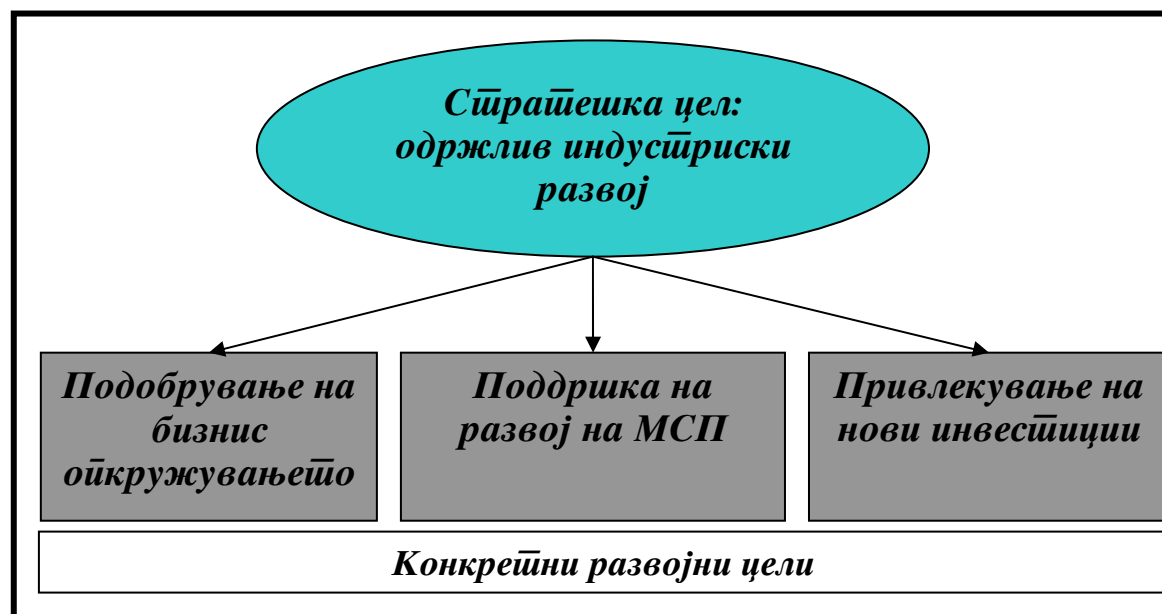 Стратешка цел:
одржлив индустриски
развој
Подобрување на
бизнис
опкружувањето
Поддршка на
развој на МСП
Привлекување на
нови инвестиции
Конкретни развојни цели